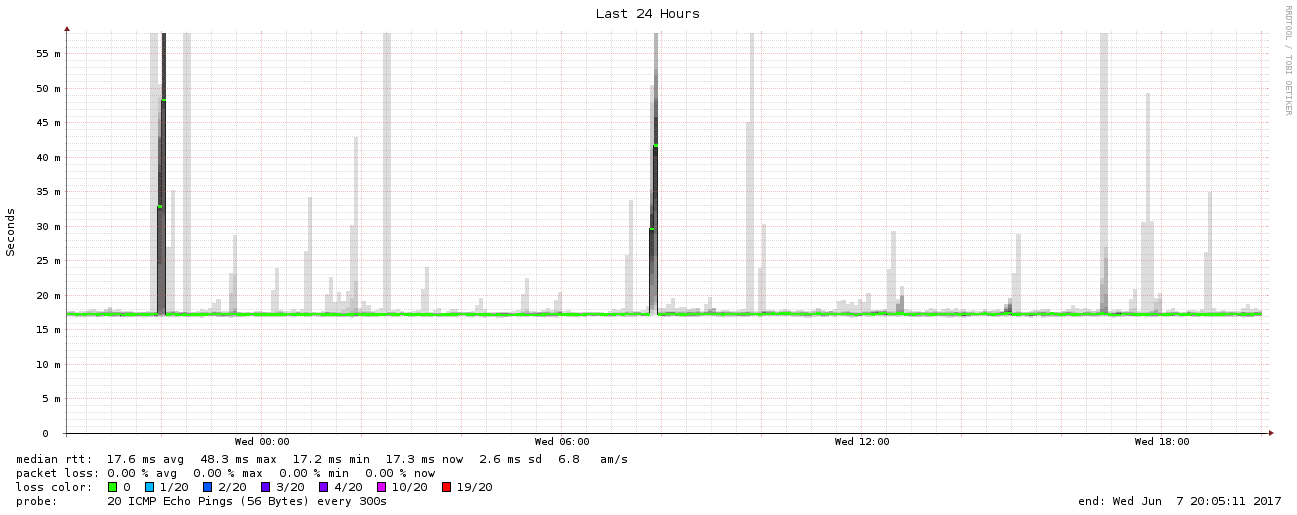 Last 24 Hours
RRDTOOL / TOBI OETIKER
Seconds
55 m
50 m
45 m
40 m
35 m
30 m
25 m
20 m
15 m
10 m
5 m
0
Wed 00:00 Wed 06:00 Wed 12:00 Wed 18:00
median rtt: 17.6 ms avg 48.3 ms max 17.2 ms min 17.3 ms now 2.6 ms sd 6.8 am/s
packet loss: 0.00 % avg 0.00 % max 0.00 % min 0.00 % now
loss color: 0 1/20 2/20 3/20 4/20 10/20 19/20
probe: 20 ICMP Echo Pings (56 Bytes) every 300s end: Wed Jun 7 20:05:11 2017